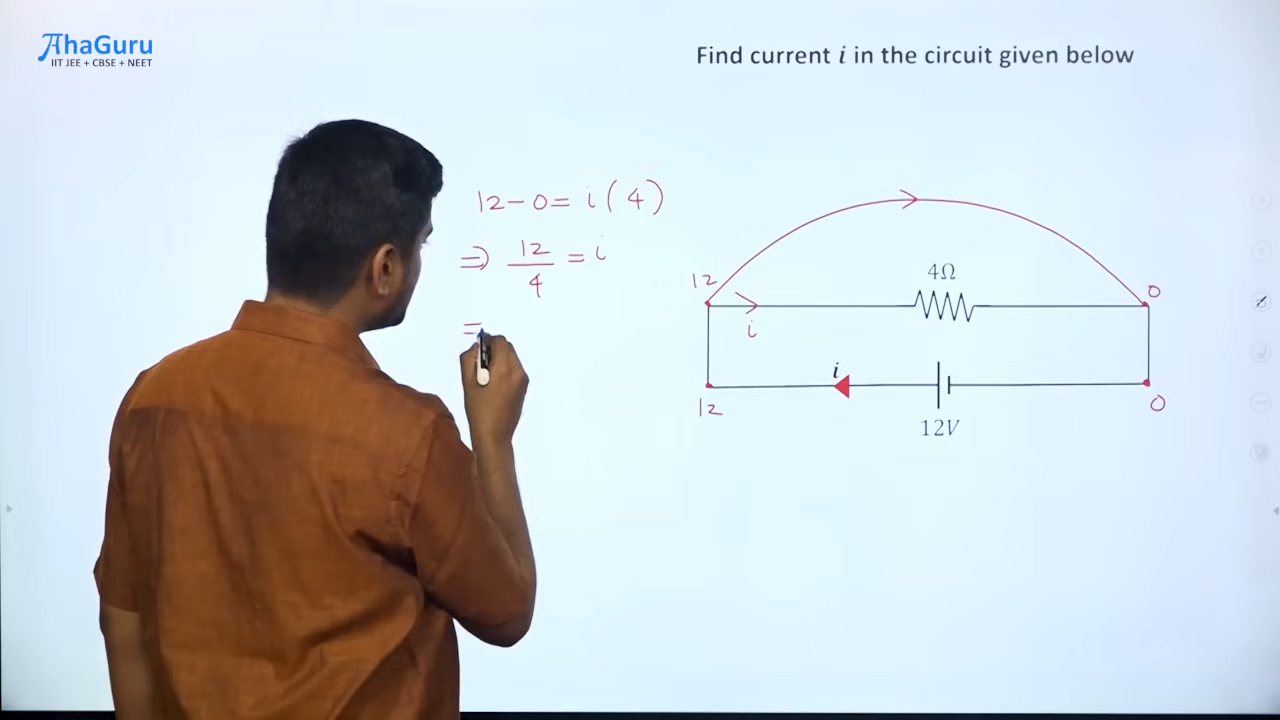 AhaGuru
IIT JEE + CBSE + NEET
Find current i in the circuit given below
12 - 0 = i ( 4 )
⇒ 12/4 = i
=
12
4Ω
0
i
i
12
12V
0